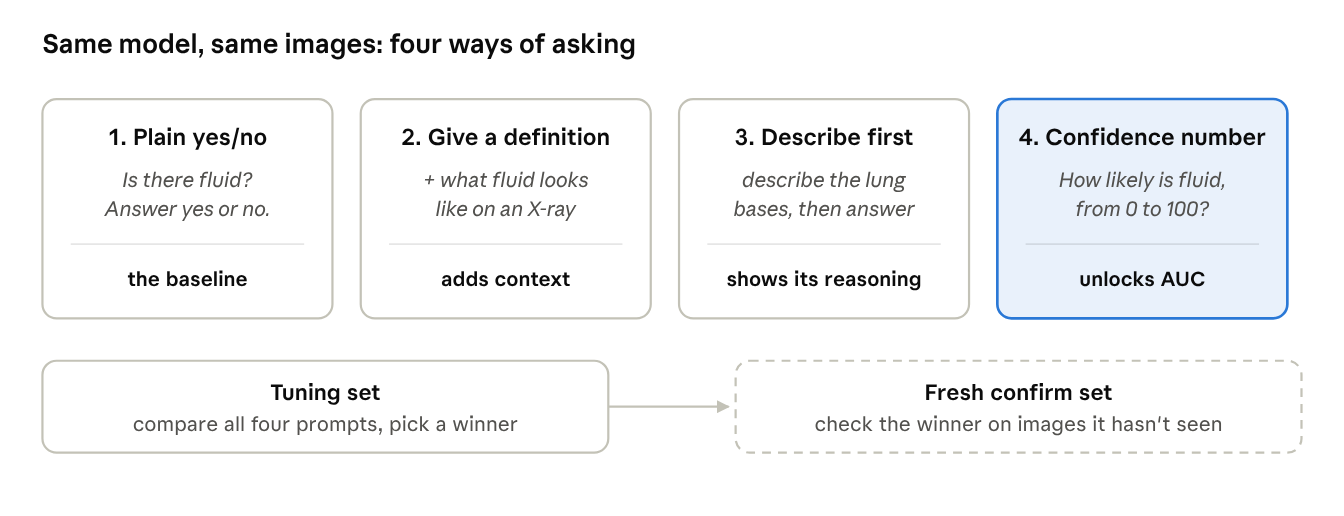 Same model, same images: four ways of asking
1. Plain yes/no
Is there fluid?
Answer yes or no.
the baseline
2. Give a definition
+ what fluid looks
like on an X-ray
adds context
3. Describe first
describe the lung
bases, then answer
shows its reasoning
4. Confidence number
How likely is fluid,
from 0 to 100?
unlocks AUC
Tuning set
compare all four prompts, pick a winner
Fresh confirm set
check the winner on images it hasn't seen